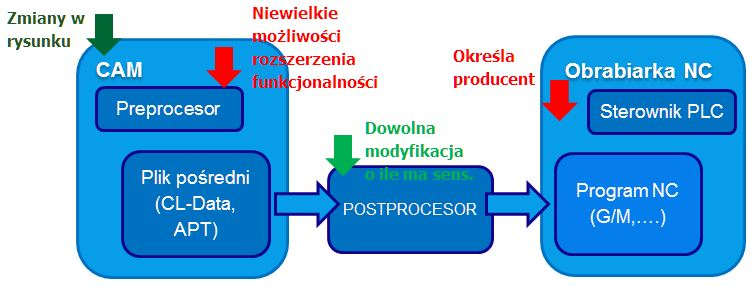 Zmiany w
rysunku
Niewielkie
możliwości
rozszerzenia
funkcjonalności
CAM
Preprocesor
Plik pośredni
(CL-Data,
APT)
Dowolna
modyfikacja
o ile ma sens.
POSTPROCESOR
Określa
producent
Obrabiarka NC
Sterownik PLC
Program NC
(G/M,....)